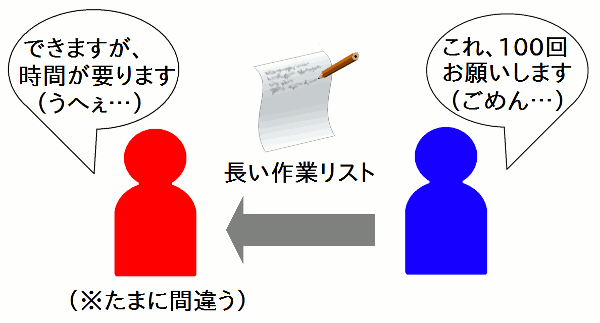 できますが、
時間が要ります
（うへぇ…）
これ、100回
お願いします
（ごめん…）
長い作業リスト
（※たまに間違う）